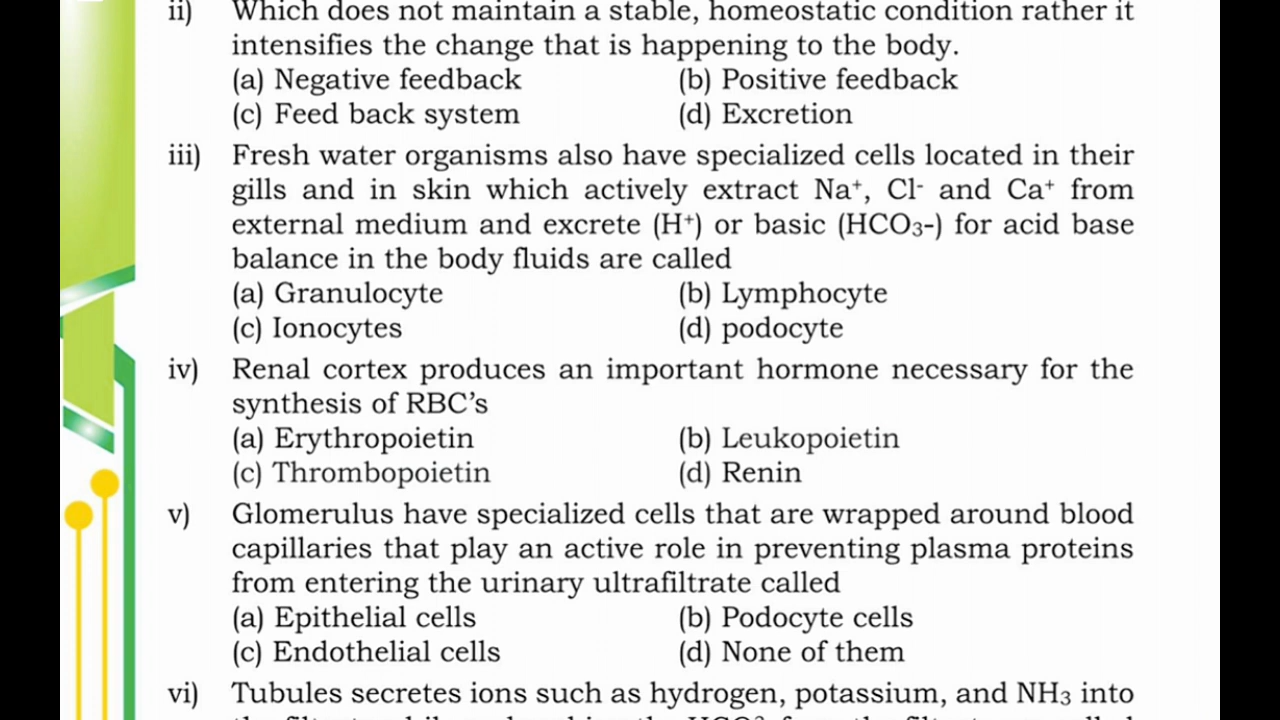 ii) Which does not maintain a stable, homeostatic condition rather it
intensifies the change that is happening to the body.
(a) Negative feedback (b) Positive feedback
(c) Feed back system (d) Excretion
iii) Fresh water organisms also have specialized cells located in their
gills and in skin which actively extract Na⁺, Cl⁻ and Ca⁺ from
external medium and excrete (H⁺) or basic (HCO₃-) for acid base
balance in the body fluids are called
(a) Granulocyte (b) Lymphocyte
(c) Ionocytes (d) podocyte
iv) Renal cortex produces an important hormone necessary for the
synthesis of RBC’s
(a) Erythropoietin (b) Leukopoietin
(c) Thrombopoietin (d) Renin
v) Glomerulus have specialized cells that are wrapped around blood
capillaries that play an active role in preventing plasma proteins
from entering the urinary ultrafiltrate called
(a) Epithelial cells (b) Podocyte cells
(c) Endothelial cells (d) None of them
vi) Tubules secretes ions such as hydrogen, potassium, and NH₃ into